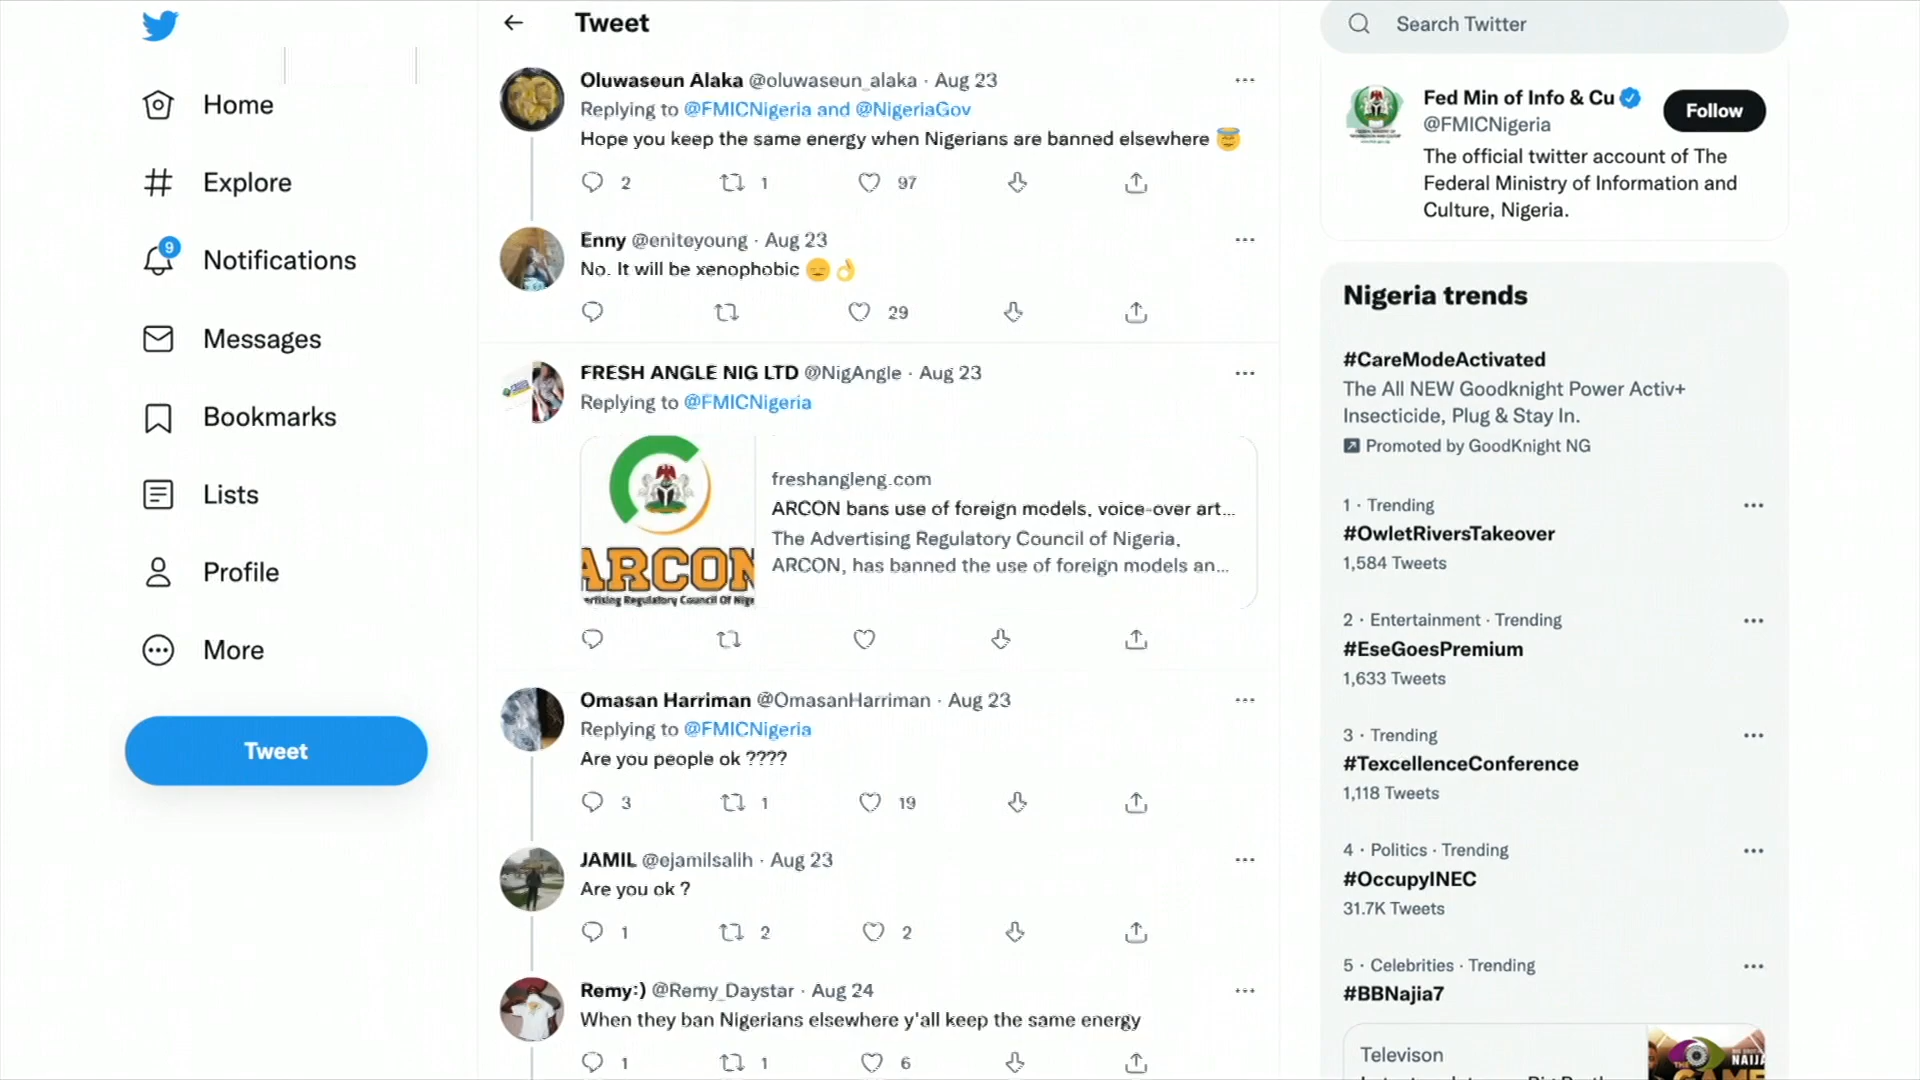 Home
Explore
9
Notifications
Messages
Bookmarks
Lists
Profile
More
Tweet
Tweet
Oluwaseun Alaka @oluwaseun_alaka · Aug 23
Replying to @FMICNigeria and @NigeriaGov
Hope you keep the same energy when Nigerians are banned elsewhere 😇
2 1 97
Enny @eniteyoung · Aug 23
No. It will be xenophobic 😑👌
29
FRESH ANGLE NIG LTD @NigAngle · Aug 23
Replying to @FMICNigeria
ARCON
freshangleng.com
ARCON bans use of foreign models, voice-over art...
The Advertising Regulatory Council of Nigeria,
ARCON, has banned the use of foreign models an...
Omasan Harriman @OmasanHarriman · Aug 23
Replying to @FMICNigeria
Are you people ok ????
3 1 19
JAMIL @ejamilsalih · Aug 23
Are you ok ?
1 2 2
Remy:) @Remy_Daystar · Aug 24
When they ban Nigerians elsewhere y'all keep the same energy
1 1 6
Search Twitter
Fed Min of Info & Cu
@FMICNigeria
Follow
The official twitter account of The
Federal Ministry of Information and
Culture, Nigeria.
Nigeria trends
#CareModeActivated
The All NEW Goodknight Power Activ+
Insecticide, Plug & Stay In.
Promoted by GoodKnight NG
1 · Trending
#OwletRiversTakeover
1,584 Tweets
2 · Entertainment · Trending
#EseGoesPremium
1,633 Tweets
3 · Trending
#TexcellenceConference
1,118 Tweets
4 · Politics · Trending
#OccupyINEC
31.7K Tweets
5 · Celebrities · Trending
#BBNajia7
Televison